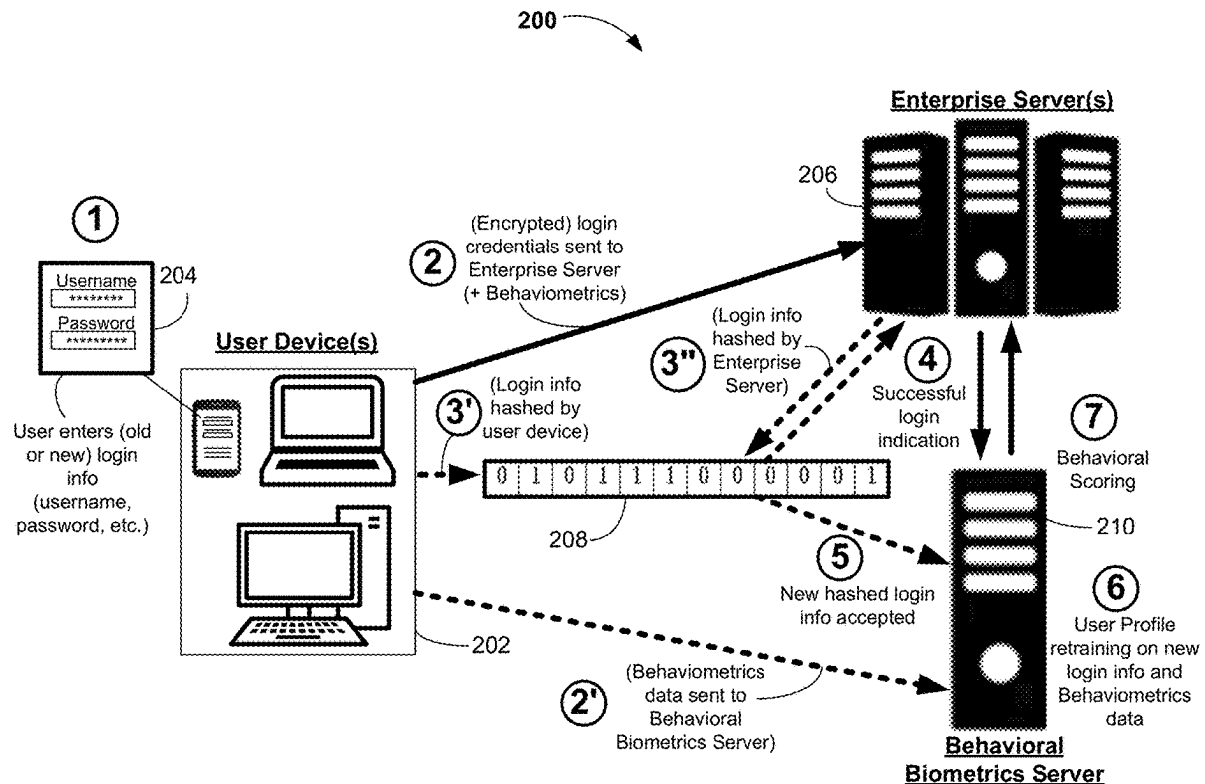 200
Enterprise Server(s)
206
1
Username
********
Password
*********
204
User enters (old
or new) login
info
(username,
password, etc.)
User Device(s)
202
2
(Encrypted) login
credentials sent to
Enterprise Server
(+ Behaviometrics)
3'
(Login info
hashed by
user device)
3"
(Login info
hashed by
Enterprise
Server)
0 1 0 1 1 1 0 0 0 0 0 1
208
4
Successful
login
indication
5
New hashed login
info accepted
2'
(Behaviometrics
data sent to
Behavioral
Biometrics Server)
7
Behavioral
Scoring
210
6
User Profile
retraining on new
login info and
Behaviometrics
data
Behavioral
Biometrics Server